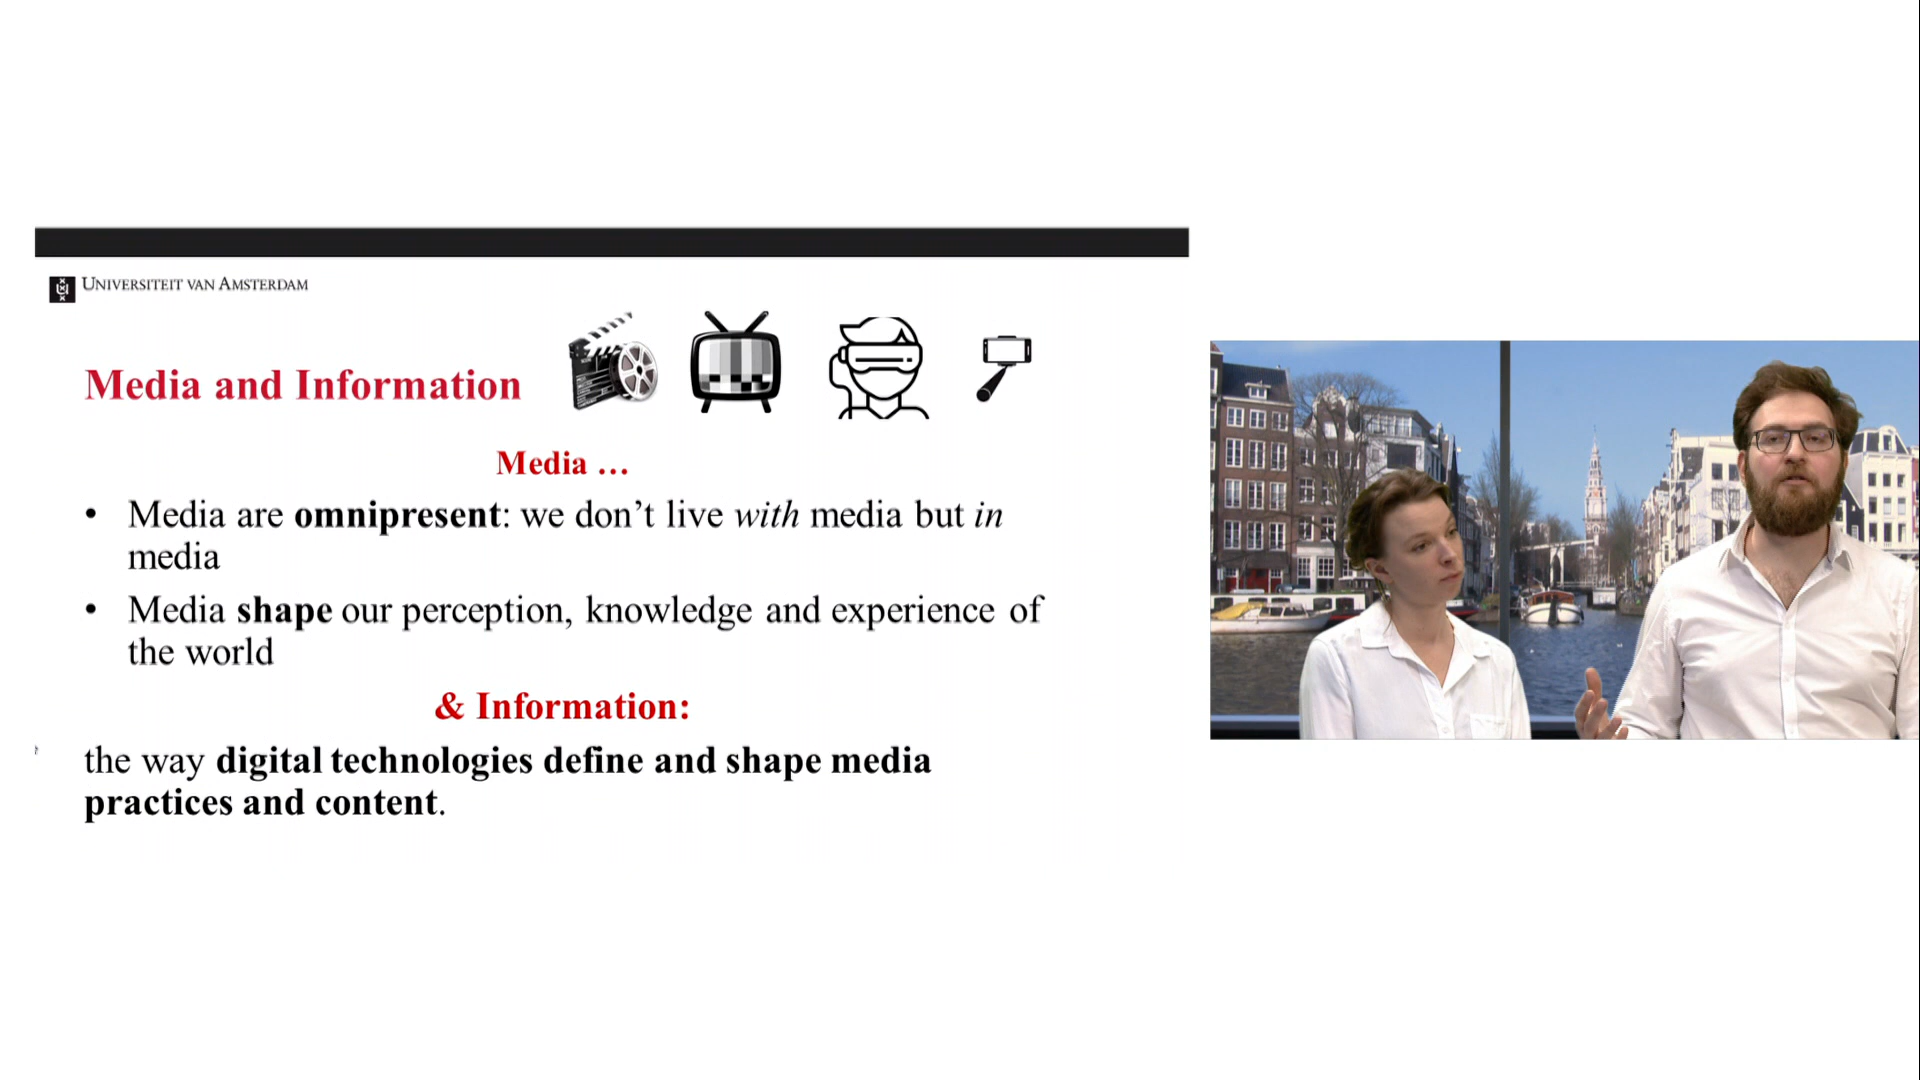 UNIVERSITEIT VAN AMSTERDAM
Media and Information
Media …
• Media are omnipresent: we don’t live with media but in
media
• Media shape our perception, knowledge and experience of
the world
& Information:
the way digital technologies define and shape media
practices and content.